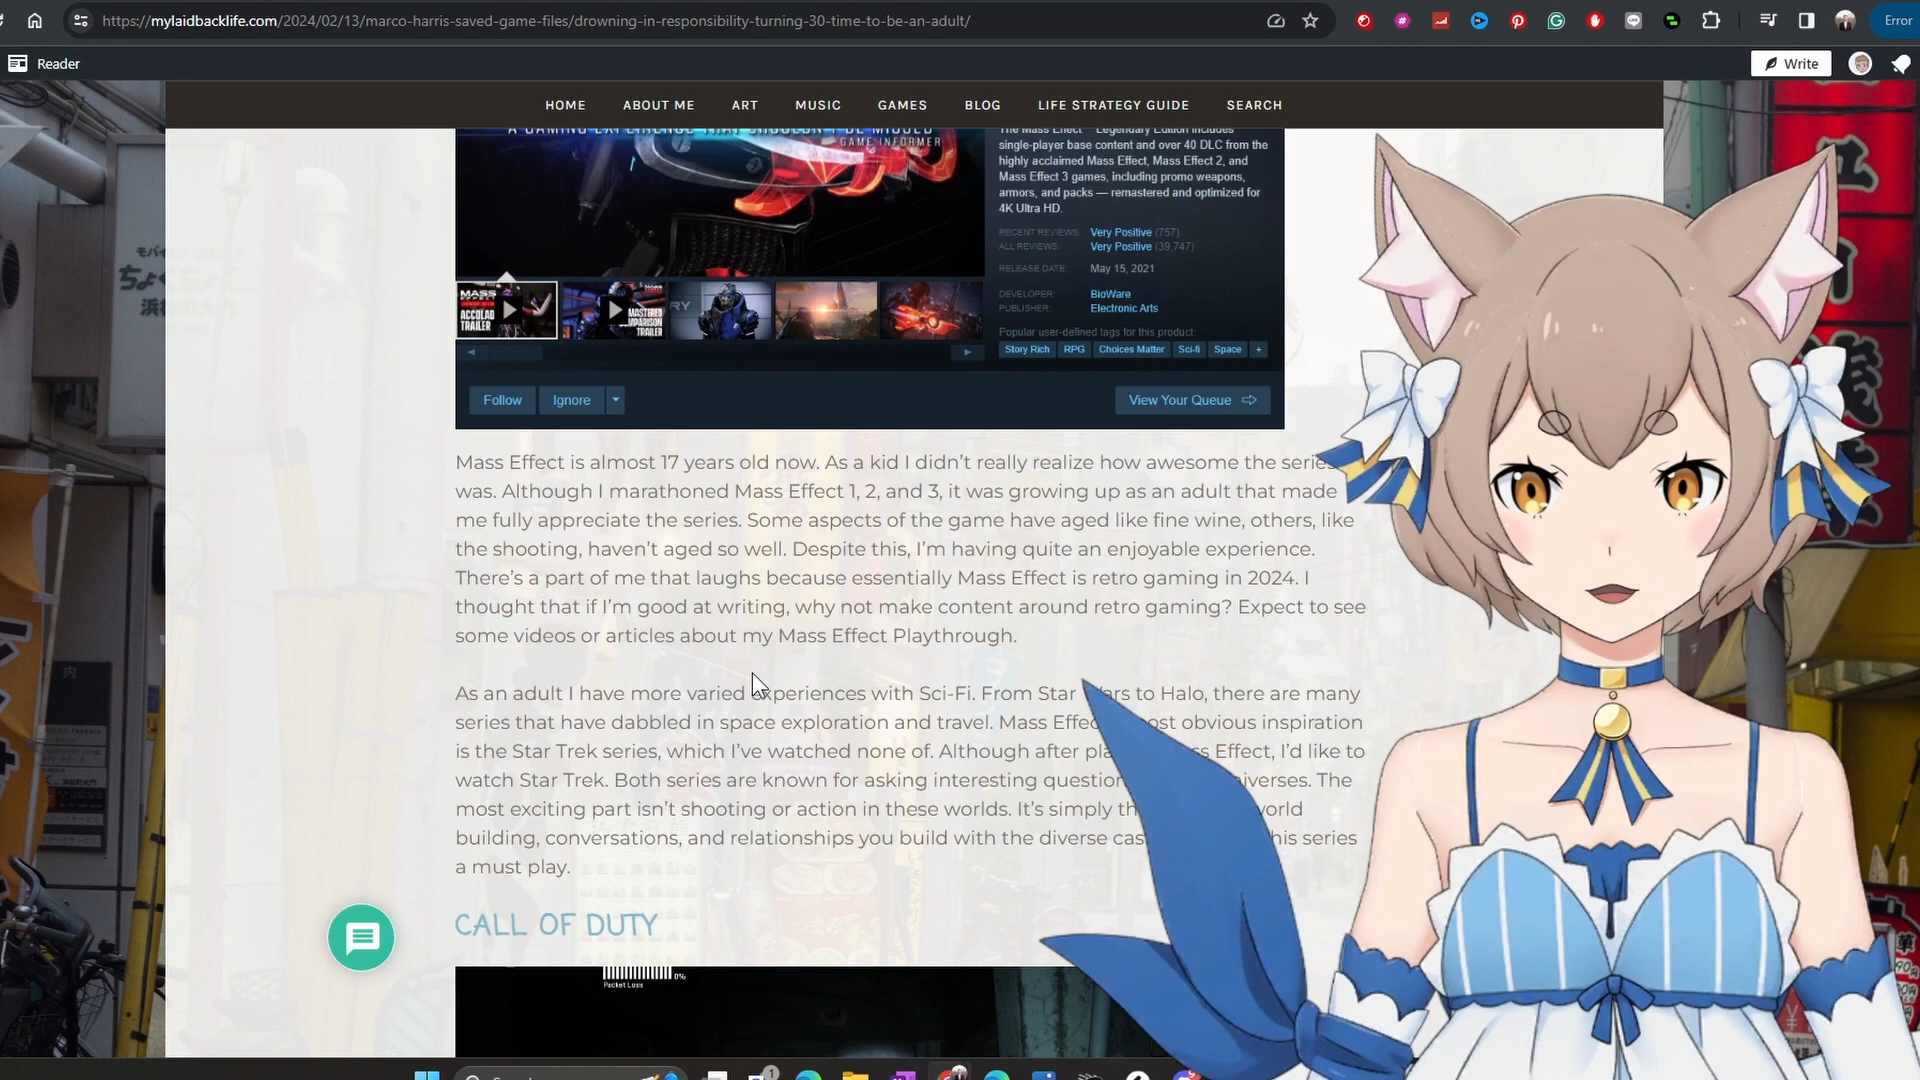 https://mylaidbacklife.com/2024/02/13/marco-harris-saved-game-files/drowning-in-responsibility-turning-30-time-to-be-an-adult/
Error
Reader
Write
HOME ABOUT ME ART MUSIC GAMES BLOG LIFE STRATEGY GUIDE SEARCH
A GAMING EXPERIENCE THAT SHOULDN'T BE MISSED
GAME INFORMER
The Mass Effect Legendary Edition includes
single-player base content and over 40 DLC from the
highly acclaimed Mass Effect, Mass Effect 2, and
Mass Effect 3 games, including promo weapons,
armors, and packs — remastered and optimized for
4K Ultra HD.
RECENT REVIEWS: Very Positive (757)
ALL REVIEWS: Very Positive (39,747)
RELEASE DATE: May 15, 2021
DEVELOPER: BioWare
PUBLISHER: Electronic Arts
Popular user-defined tags for this product:
Story Rich RPG Choices Matter Sci-fi Space +
MASS
EFFECT
ACCOLAD
TRAILER
TRAILER
Follow Ignore View Your Queue
Mass Effect is almost 17 years old now. As a kid I didn't really realize how awesome the series
was. Although I marathoned Mass Effect 1, 2, and 3, it was growing up as an adult that made
me fully appreciate the series. Some aspects of the game have aged like fine wine, others, like
the shooting, haven't aged so well. Despite this, I'm having quite an enjoyable experience.
There's a part of me that laughs because essentially Mass Effect is retro gaming in 2024. I
thought that if I'm good at writing, why not make content around retro gaming? Expect to see
some videos or articles about my Mass Effect Playthrough.
As an adult I have more varied experiences with Sci-Fi. From Star Wars to Halo, there are many
series that have dabbled in space exploration and travel. Mass Effec ost obvious inspiration
is the Star Trek series, which I've watched none of. Although after pla ss Effect, I'd like to
watch Star Trek. Both series are known for asking interesting question iverses. The
most exciting part isn't shooting or action in these worlds. It's simply th world
building, conversations, and relationships you build with the diverse cas his series
a must play.
CALL OF DUTY
0%
Packet Loss
1